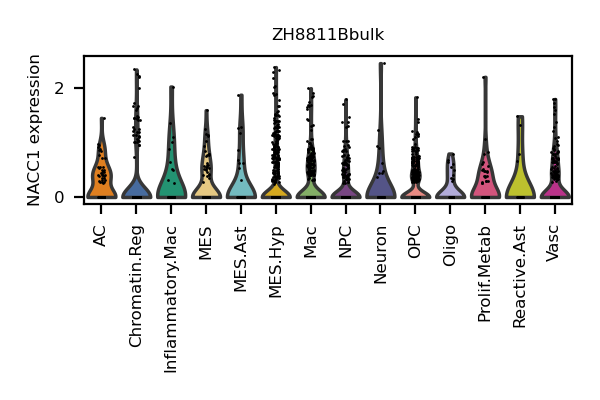 ZH8811Bbulk
NACC1 expression
2
0
AC
Chromatin.Reg
Inflammatory.Mac
MES
MES.Ast
MES.Hyp
Mac
NPC
Neuron
OPC
Oligo
Prolif.Metab
Reactive.Ast
Vasc